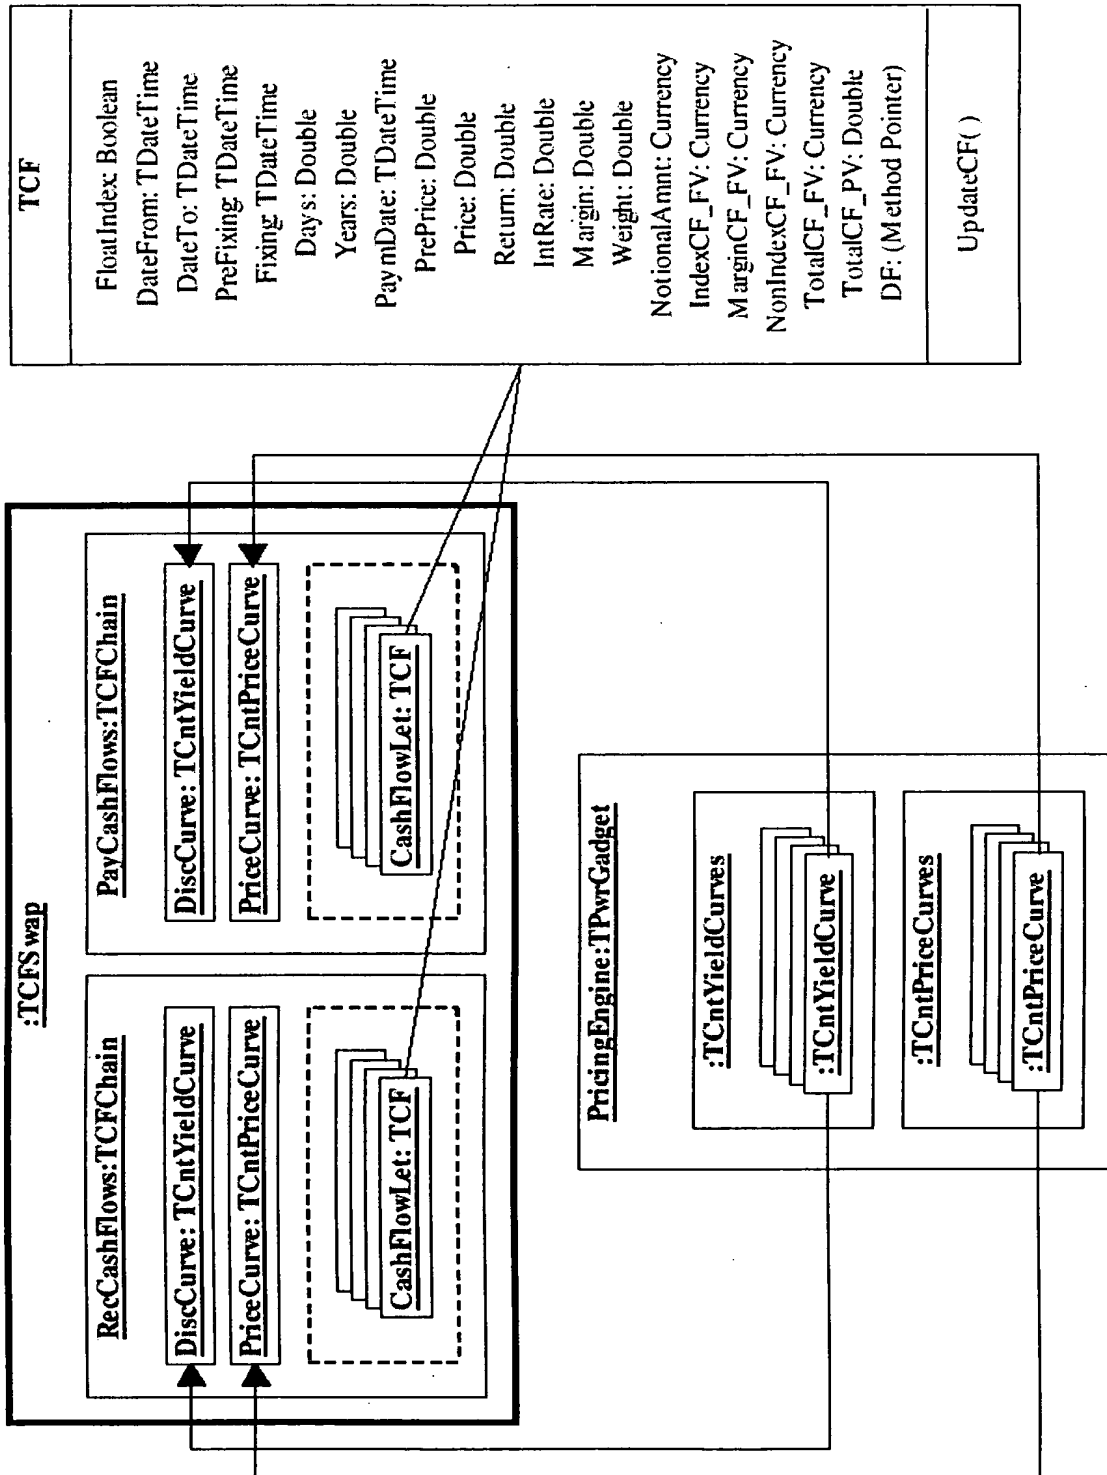 :TCFSwap
RecCashFlows:TCFChain
DiscCurve: TCntYieldCurve
PriceCurve: TCntPriceCurve
CashFlowLet: TCF
PayCashFlows:TCFChain
DiscCurve: TCntYieldCurve
PriceCurve: TCntPriceCurve
CashFlowLet: TCF
PricingEngine:TPwrGadget
:TCntYieldCurves
:TCntYieldCurve
:TCntPriceCurves
:TCntPriceCurve
TCF
FloatIndex: Boolean
DateFrom: TDateTime
DateTo: TDateTime
PreFixing: TDateTime
Fixing: TDateTime
Days: Double
Years: Double
PaymDate: TDateTime
PrePrice: Double
Price: Double
Return: Double
IntRate: Double
Margin: Double
Weight: Double
NotionalAmnt: Currency
IndexCF_FV: Currency
MarginCF_FV: Currency
NonIndexCF_FV: Currency
TotalCF_FV: Currency
TotalCF_PV: Double
DF: (Method Pointer)
UpdateCF( )